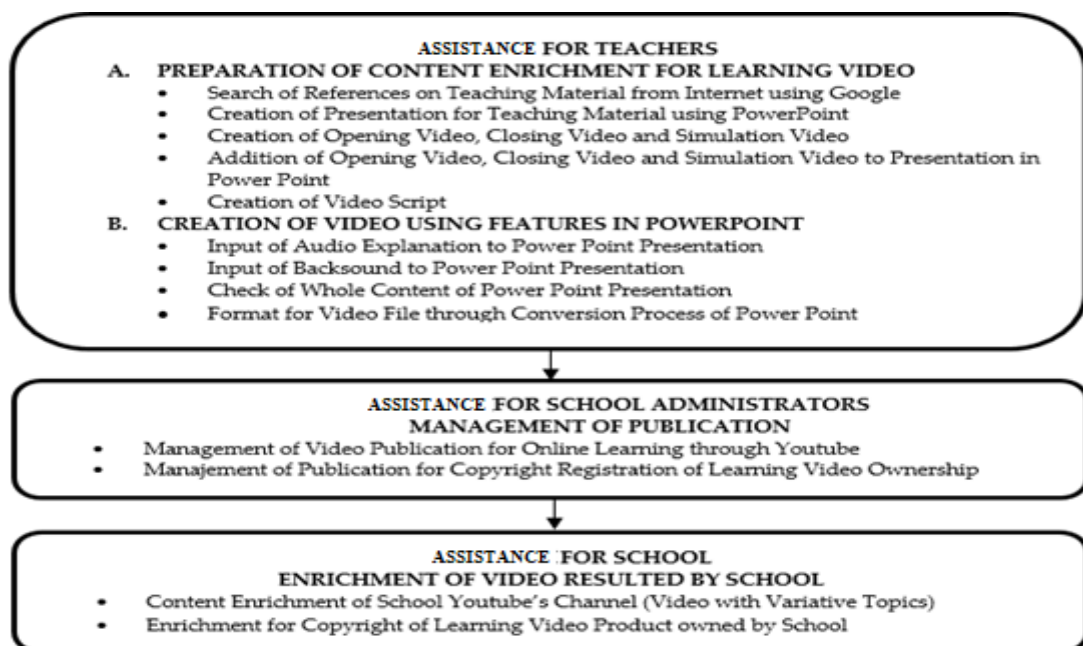 ASSISTANCE FOR TEACHERS
A. PREPARATION OF CONTENT ENRICHMENT FOR LEARNING VIDEO
• Search of References on Teaching Material from Internet using Google
• Creation of Presentation for Teaching Material using PowerPoint
• Creation of Opening Video, Closing Video and Simulation Video
• Addition of Opening Video, Closing Video and Simulation Video to Presentation in
Power Point
• Creation of Video Script
B. CREATION OF VIDEO USING FEATURES IN POWERPOINT
• Input of Audio Explanation to Power Point Presentation
• Input of Backsound to Power Point Presentation
• Check of Whole Content of Power Point Presentation
• Format for Video File through Conversion Process of Power Point
ASSISTANCE FOR SCHOOL ADMINISTRATORS
MANAGEMENT OF PUBLICATION
• Management of Video Publication for Online Learning through Youtube
• Manajement of Publication for Copyright Registration of Learning Video Ownership
ASSISTANCE FOR SCHOOL
ENRICHMENT OF VIDEO RESULTED BY SCHOOL
• Content Enrichment of School Youtube's Channel (Video with Variative Topics)
• Enrichment for Copyright of Learning Video Product owned by School